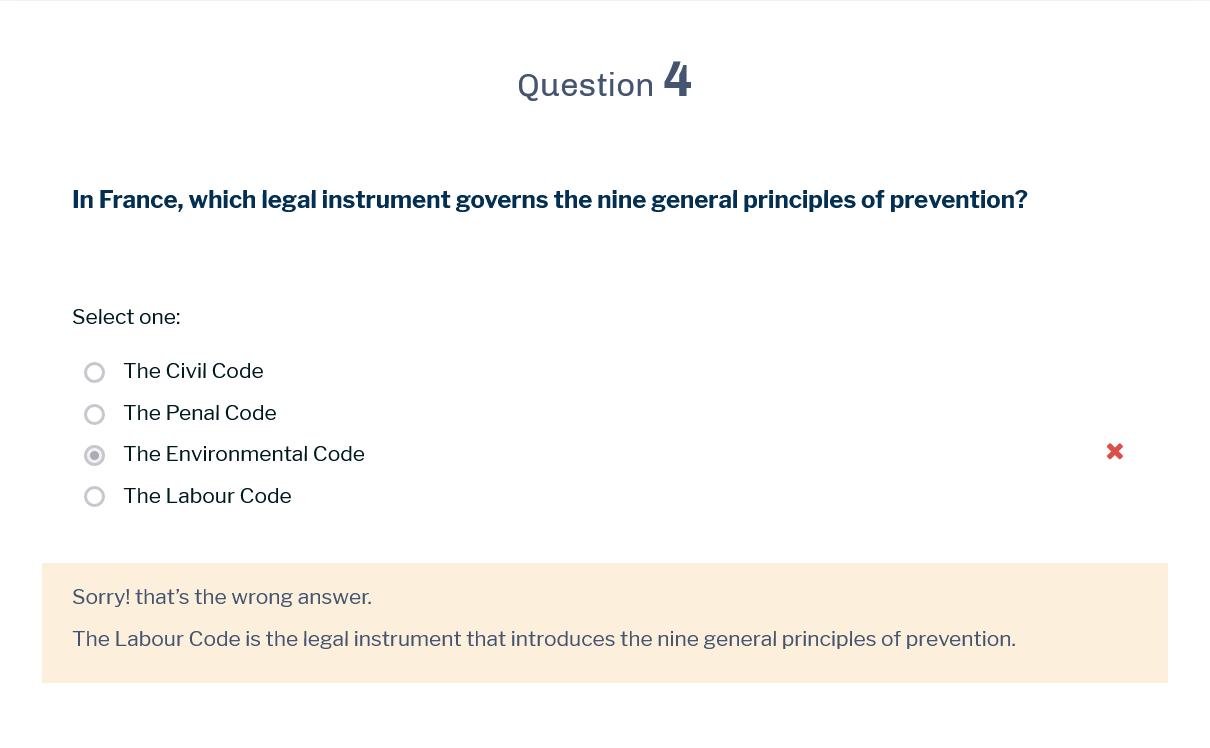 Question 4
In France, which legal instrument governs the nine general principles of prevention?
Select one:
The Civil Code
The Penal Code
The Environmental Code
The Labour Code
Sorry! that’s the wrong answer.
The Labour Code is the legal instrument that introduces the nine general principles of prevention.